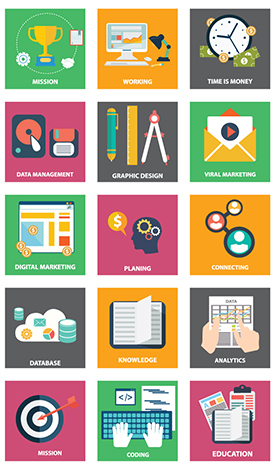 MISSION
WORKING
TIME IS MONEY
DATA MANAGEMENT
GRAPHIC DESIGN
VIRAL MARKETING
DIGITAL MARKETING
$
PLANING
CONNECTING
DATABASE
KNOWLEDGE
DATA
ANALYTICS
MISSION
</>
CODING
EDUCATION